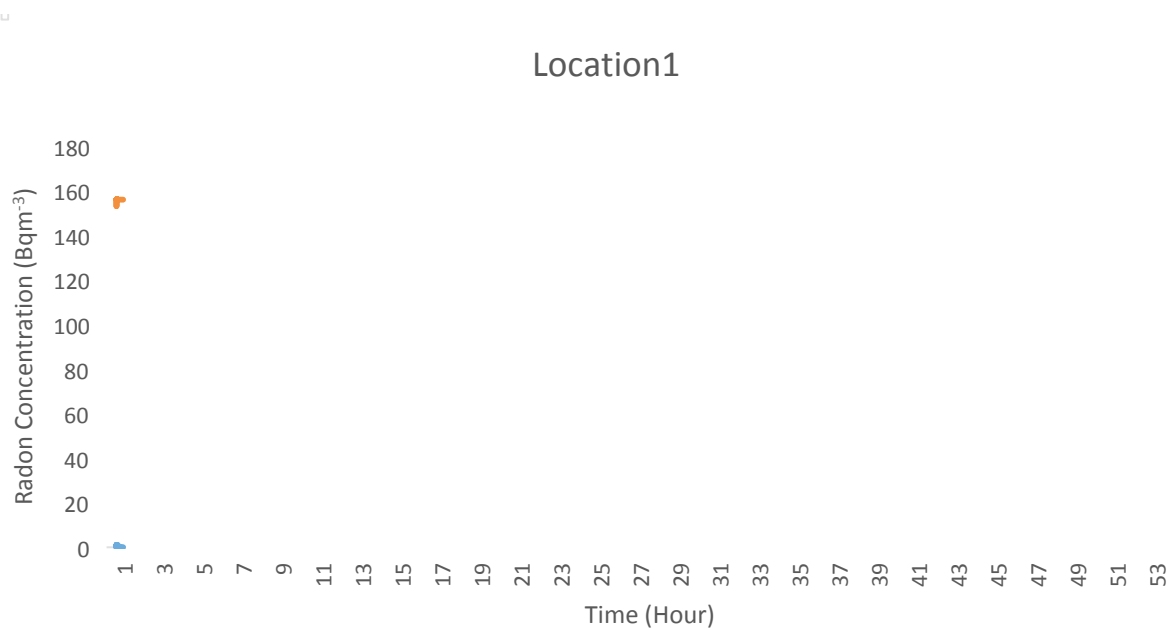 Location1
Radon Concentration (Bqm⁻³)
180
160
140
120
100
80
60
40
20
0
1 3 5 7 9 11 13 15 17 19 21 23 25 27 29 31 33 35 37 39 41 43 45 47 49 51 53
Time (Hour)